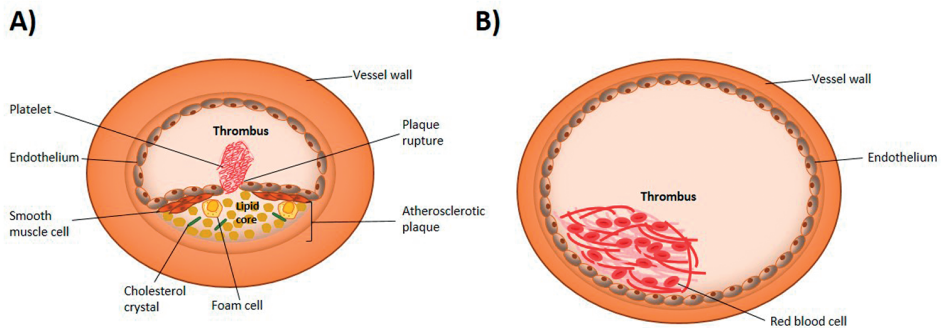 A)
Vessel wall
Platelet
Thrombus
Plaque
rupture
Endothelium
Lipid
core
Smooth
muscle cell
Atherosclerotic
plaque
Cholesterol
crystal
Foam cell
B)
Vessel wall
Endothelium
Thrombus
Red blood cell